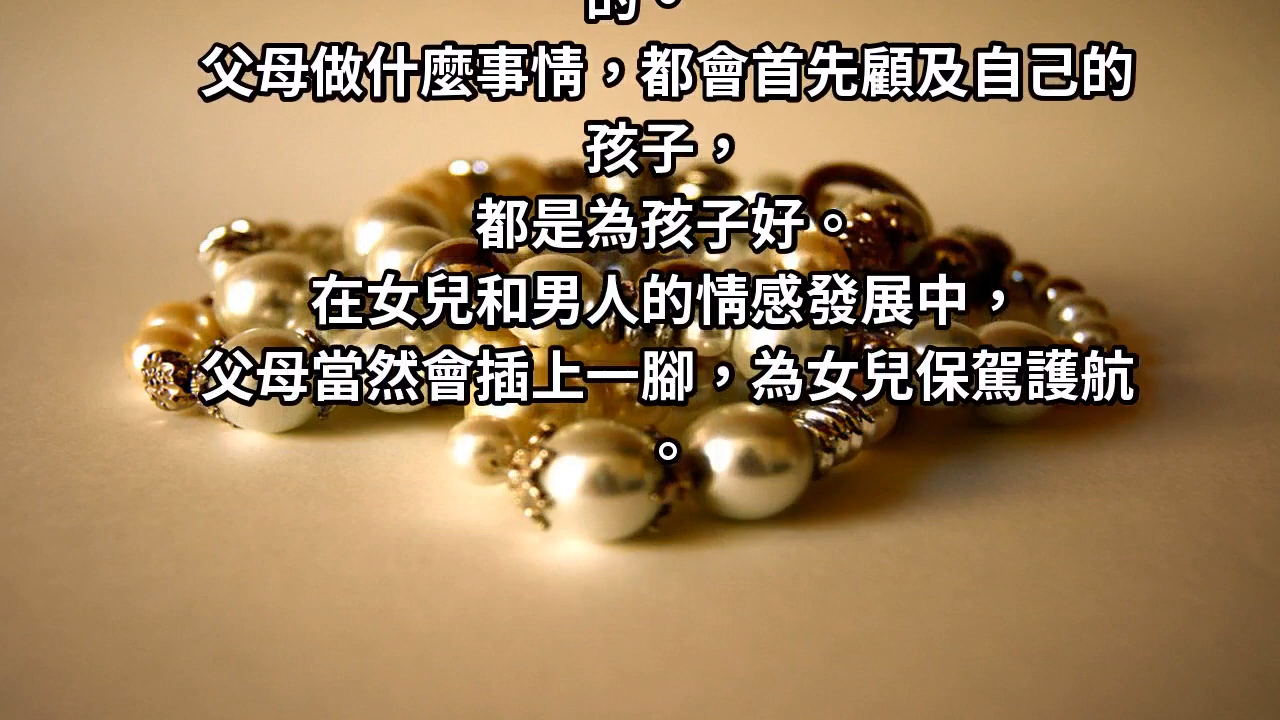 的。
父母做什麼事情，都會首先顧及自己的
孩子，
都是為孩子好。
在女兒和男人的情感發展中，
父母當然會插上一腳，為女兒保駕護航
。